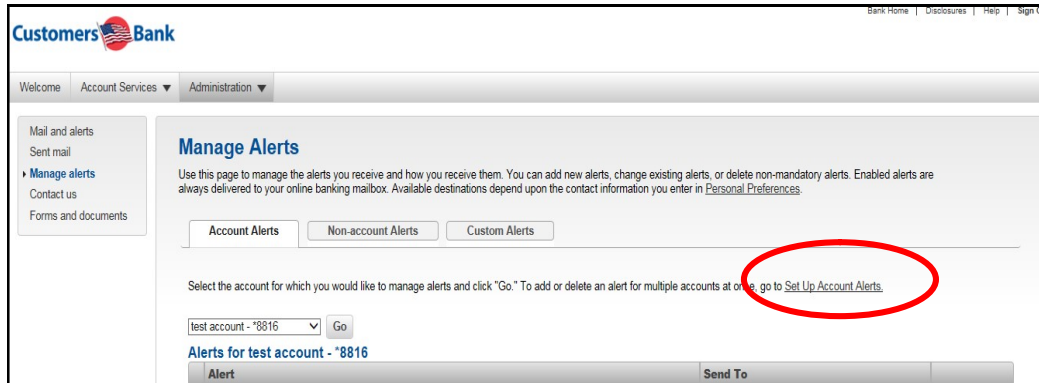 Bank Home | Disclosures | Help | Sign
Customers Bank
Welcome Account Services ▼ Administration ▼
Mail and alerts
Sent mail
Manage alerts
Contact us
Forms and documents
Manage Alerts
Use this page to manage the alerts you receive and how you receive them. You can add new alerts, change existing alerts, or delete non-mandatory alerts. Enabled alerts are
always delivered to your online banking mailbox. Available destinations depend upon the contact information you enter in Personal Preferences.
Account Alerts Non-account Alerts Custom Alerts
Select the account for which you would like to manage alerts and click "Go." To add or delete an alert for multiple accounts at once, go to Set Up Account Alerts.
test account - *8816 Go
Alerts for test account - *8816
Alert Send To